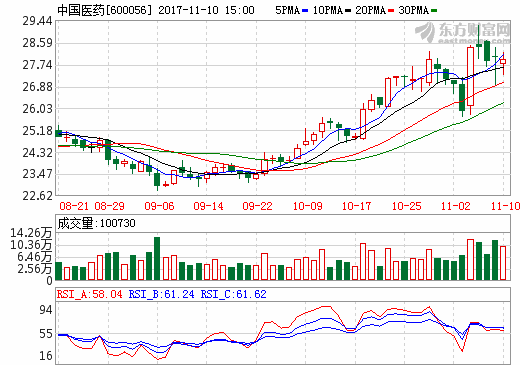 中国医药[600056] 2017-11-10 15:00 5PMA 10PMA 20PMA 30PMA
东方财富网
eastmoney.com
29.44
28.59
27.74
26.88
26.03
25.18
24.32
23.47
22.62
08-21 08-29 09-06 09-14 09-22 10-09 10-17 10-25 11-02 11-10
成交量:100730
14.26万
10.36万
6.46万
2.56万
0
RSI_A:58.04 RSI_B:61.24 RSI_C:61.62
94
55
16